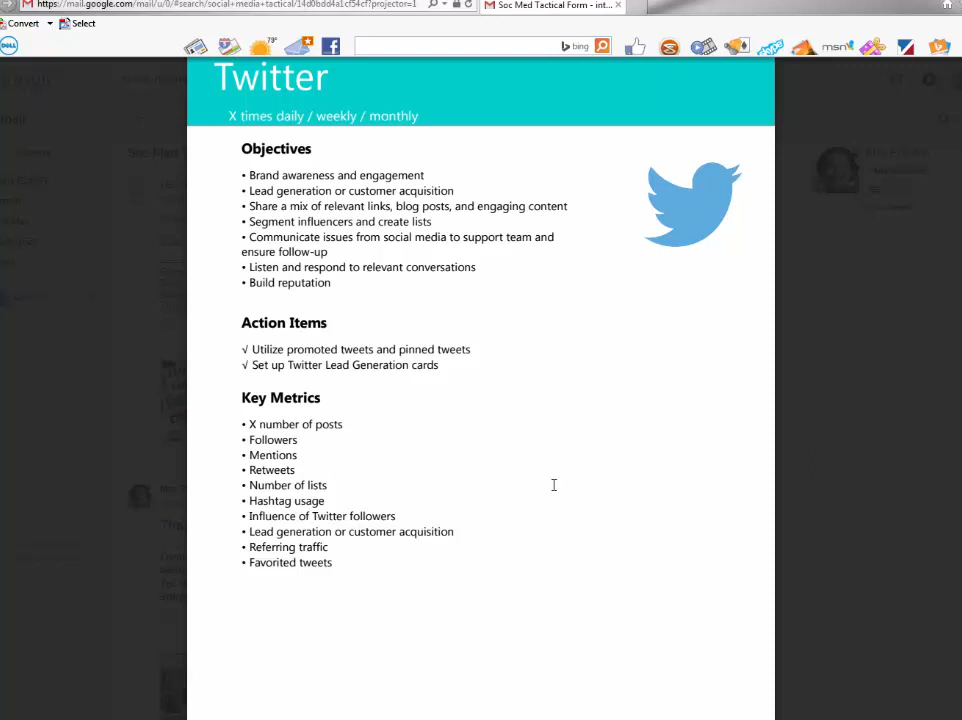 https://mail.google.com/mail/u/0/#search/social+media+tactical/14d0bdd4a1cf54cf?projector=1
Soc Med Tactical Form - int...
Convert
Select
DELL
79°
bing
msn
Twitter
X times daily / weekly / monthly
Objectives
• Brand awareness and engagement
• Lead generation or customer acquisition
• Share a mix of relevant links, blog posts, and engaging content
• Segment influencers and create lists
• Communicate issues from social media to support team and
ensure follow-up
• Listen and respond to relevant conversations
• Build reputation
Action Items
√ Utilize promoted tweets and pinned tweets
√ Set up Twitter Lead Generation cards
Key Metrics
• X number of posts
• Followers
• Mentions
• Retweets
• Number of lists
• Hashtag usage
• Influence of Twitter followers
• Lead generation or customer acquisition
• Referring traffic
• Favorited tweets